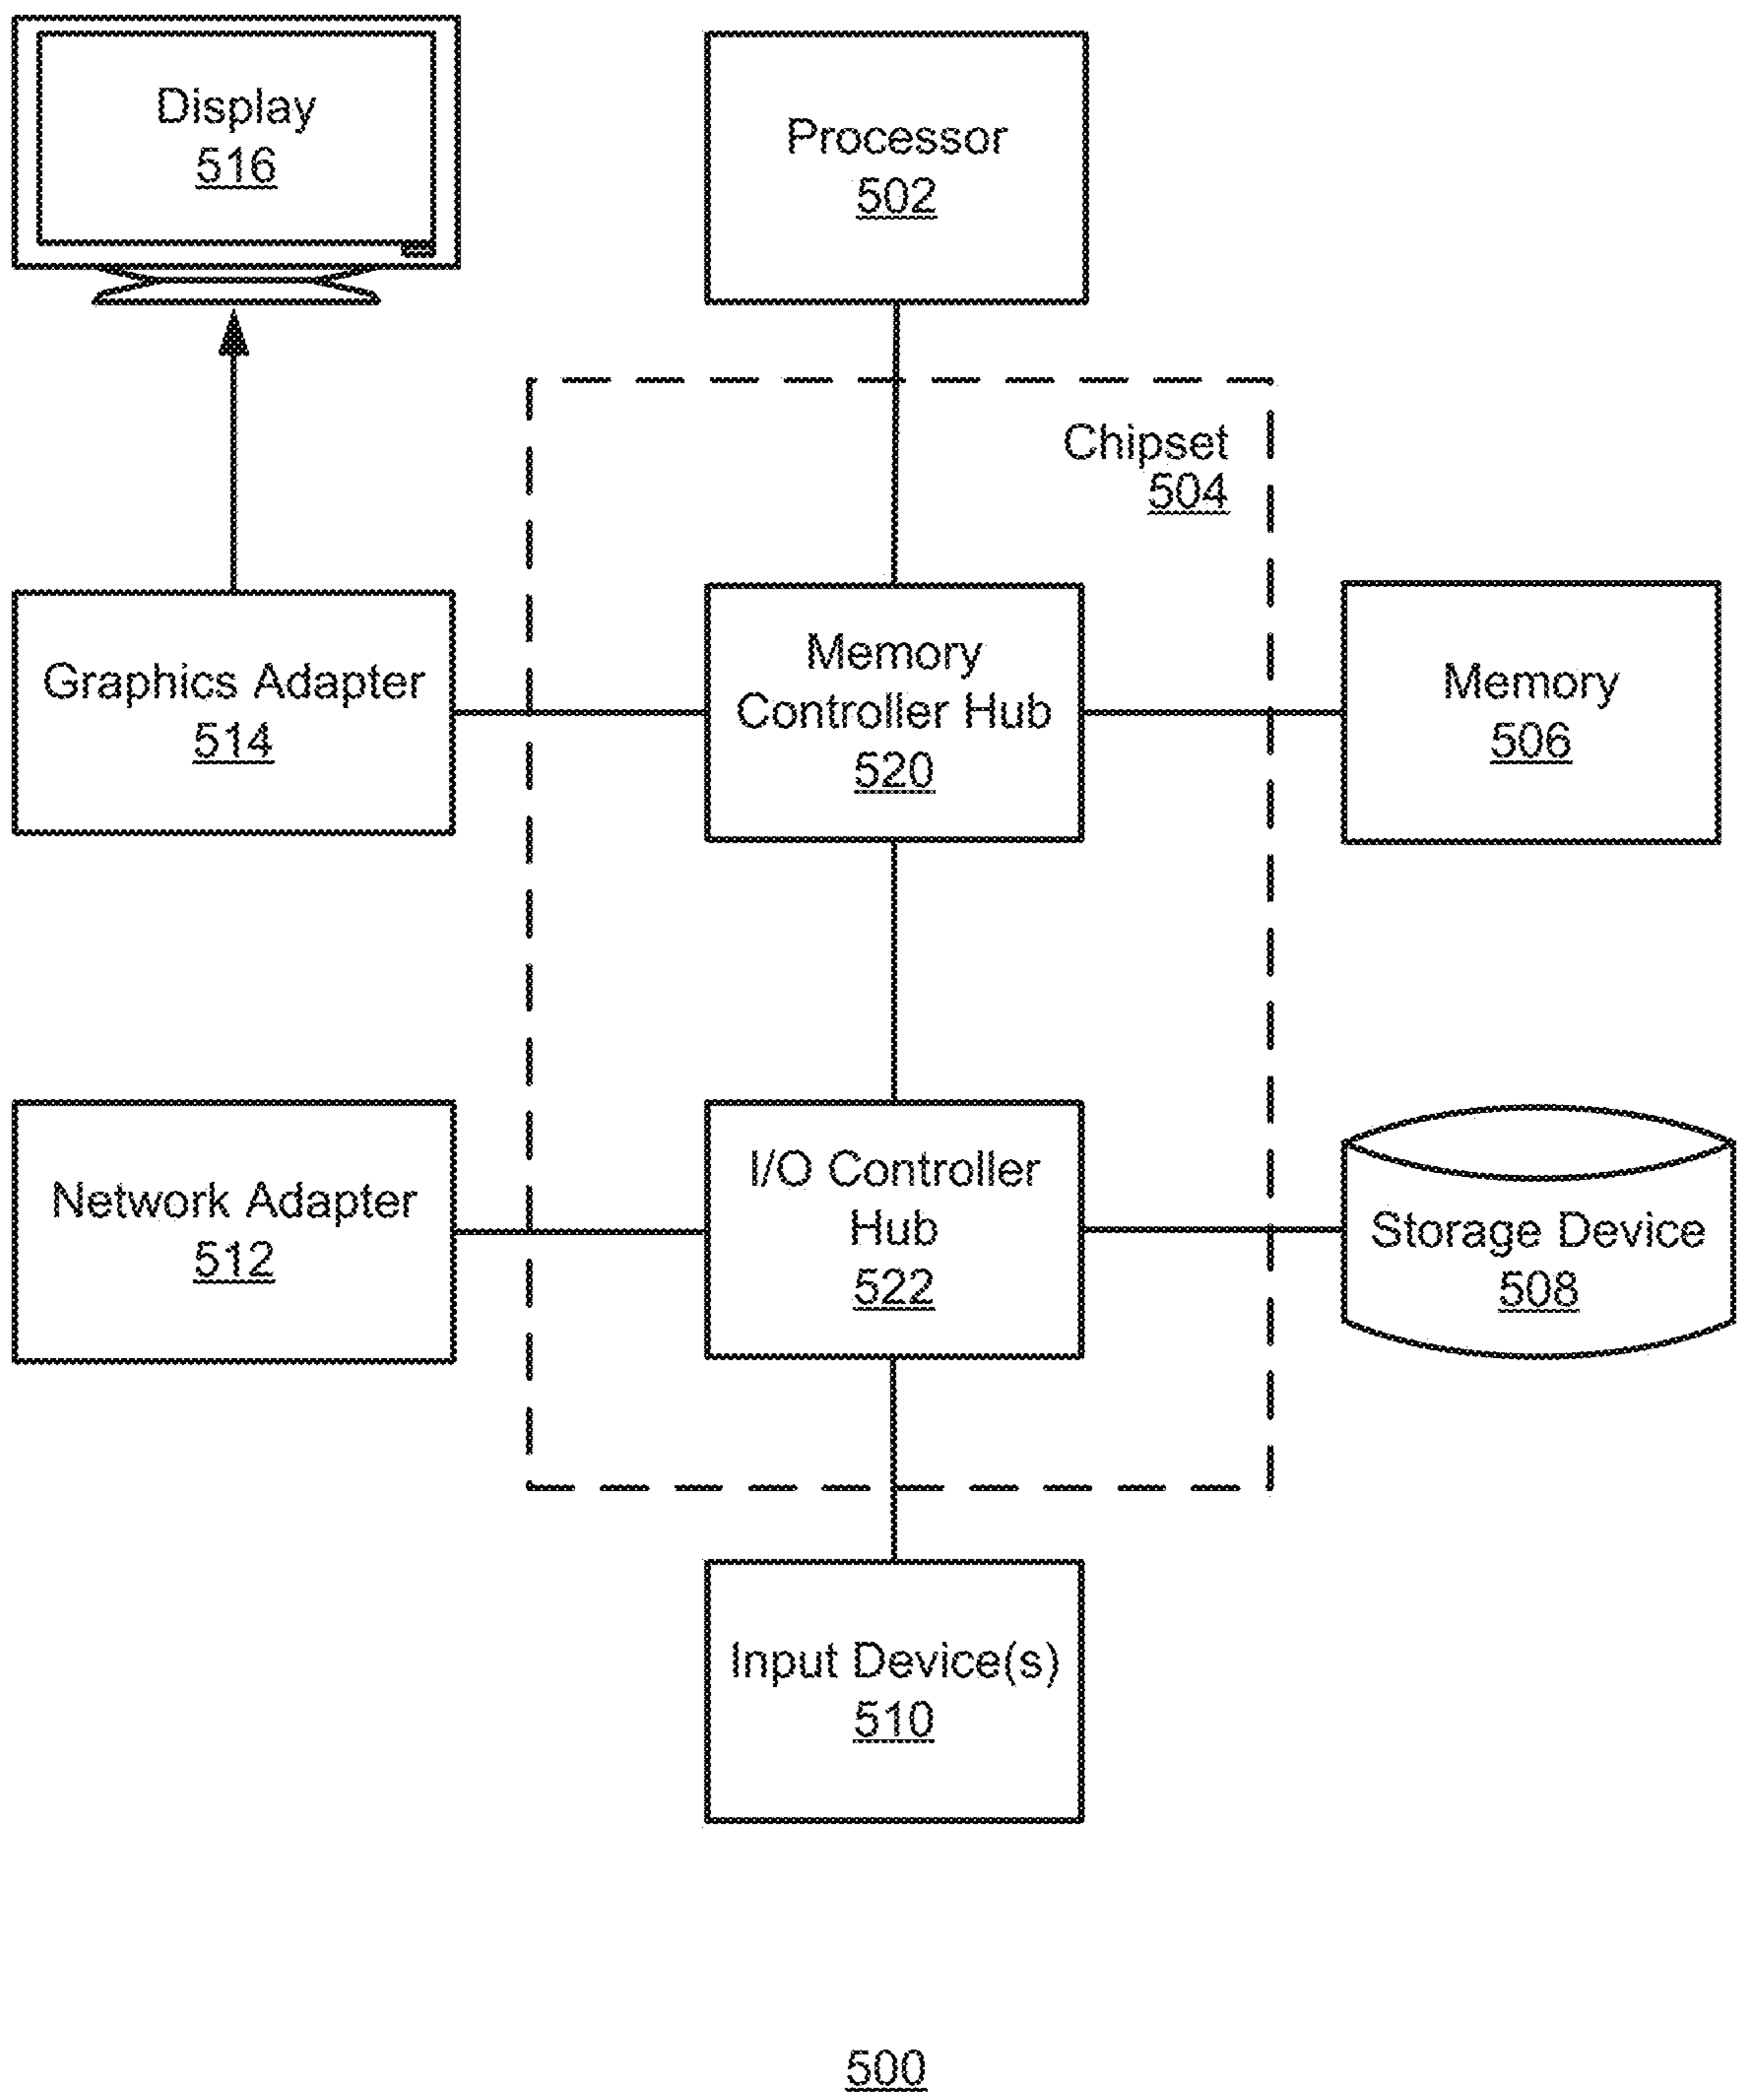 Display
516
Processor
502
Chipset
504
Graphics Adapter
514
Memory
Controller Hub
520
Memory
506
Network Adapter
512
I/O Controller
Hub
522
Storage Device
508
Input Device(s)
510
500